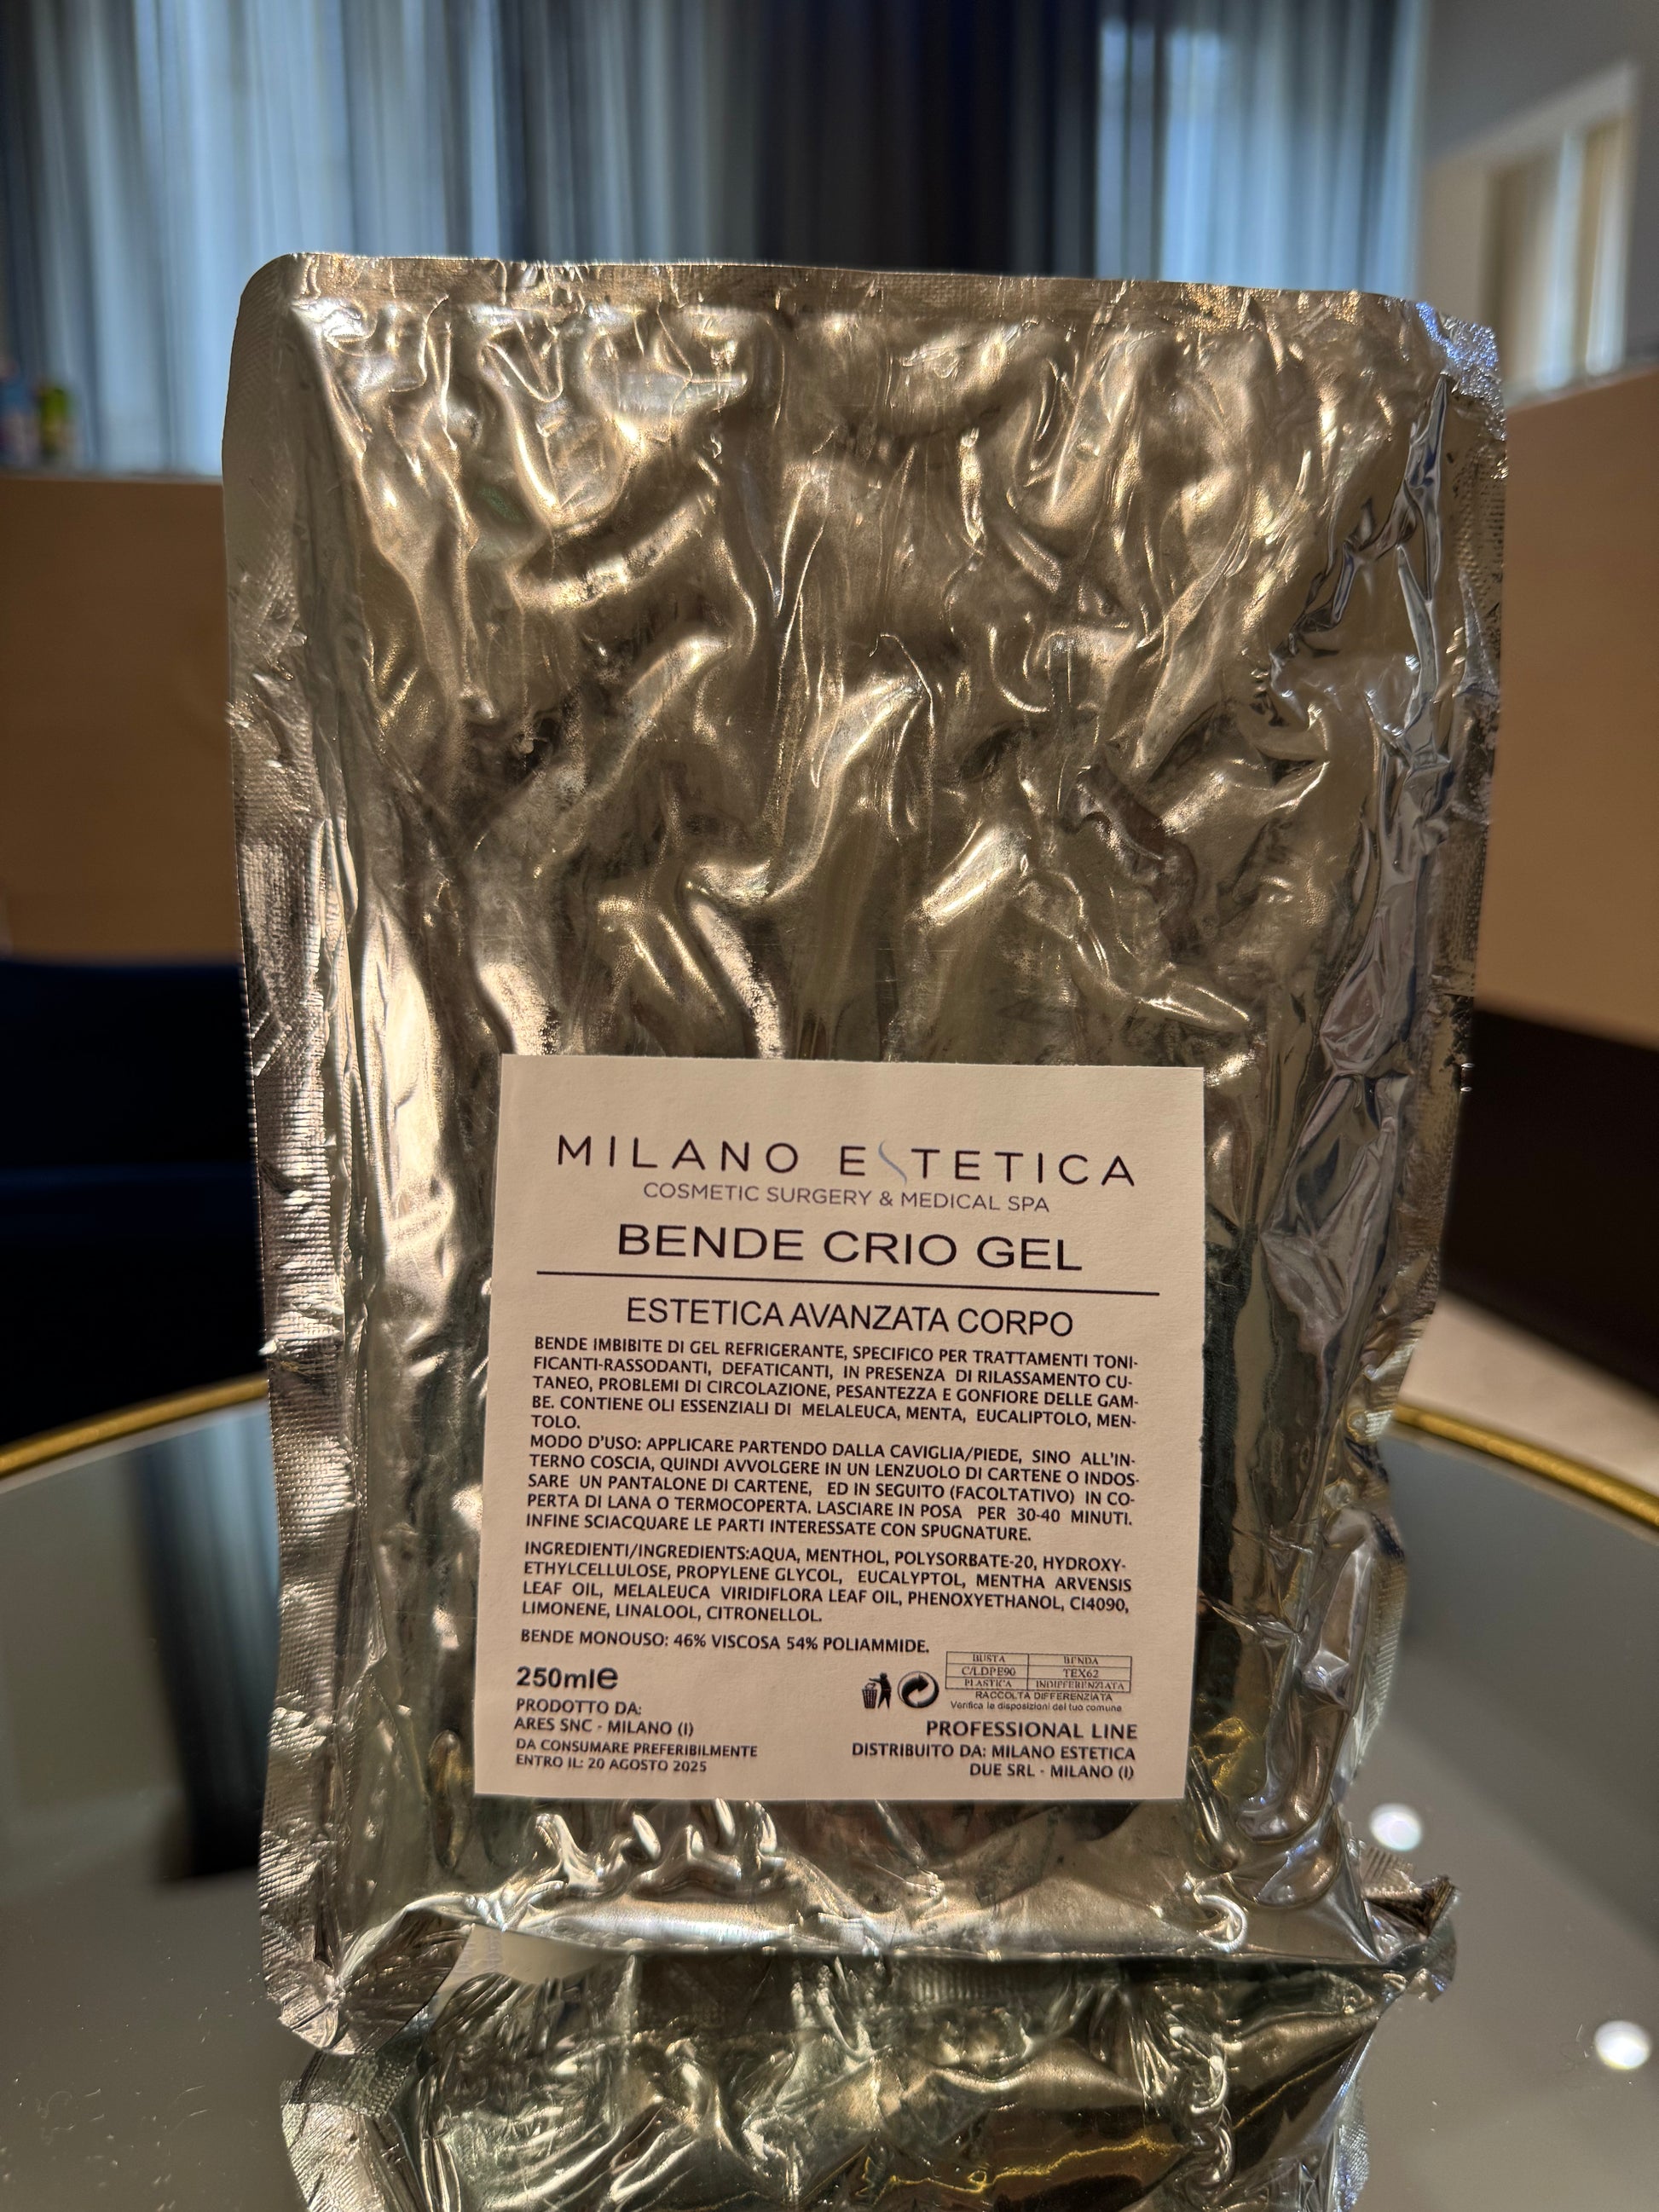 MILANO ESTETICA
COSMETIC SURGERY & MEDICAL SPA
BENDE CRIO GEL
ESTETICA AVANZATA CORPO
BENDE IMBIBITE DI GEL REFRIGERANTE, SPECIFICO PER TRATTAMENTI TONI-
FICANTI-RASSODANTI, DEFATICANTI, IN PRESENZA DI RILASSAMENTO CU-
TANEO, PROBLEMI DI CIRCOLAZIONE, PESANTEZZA E GONFIORE DELLE GAM-
BE. CONTIENE OLI ESSENZIALI DI MELALEUCA, MENTA, EUCALIPTOLO, MEN-
TOLO.
MODO D'USO: APPLICARE PARTENDO DALLA CAVIGLIA/PIEDE, SINO ALL'IN-
TERNO COSCIA, QUINDI AVVOLGERE IN UN LENZUOLO DI CARTENE O INDOS-
SARE UN PANTALONE DI CARTENE, ED IN SEGUITO (FACOLTATIVO) IN CO-
PERTA DI LANA O TERMOCOPERTA. LASCIARE IN POSA PER 30-40 MINUTI.
INFINE SCIACQUARE LE PARTI INTERESSATE CON SPUGNATURE.
INGREDIENTI/INGREDIENTS:AQUA, MENTHOL, POLYSORBATE-20, HYDROXY-
ETHYLCELLULOSE, PROPYLENE GLYCOL, EUCALYPTOL, MENTHA ARVENSIS
LEAF OIL, MELALEUCA VIRIDIFLORA LEAF OIL, PHENOXYETHANOL, CI4090,
LIMONENE, LINALOOL, CITRONELLOL.
BENDE MONOUSO: 46% VISCOSA 54% POLIAMMIDE.
250ml℮
BUSTA BENDA
C/LDPE90 TEX62
PLASTICA INDIFFERENZIATA
RACCOLTA DIFFERENZIATA
Verifica le disposizioni del tuo comune
PRODOTTO DA:
ARES SNC - MILANO (I)
DA CONSUMARE PREFERIBILMENTE
ENTRO IL: 20 AGOSTO 2025
PROFESSIONAL LINE
DISTRIBUITO DA: MILANO ESTETICA
DUE SRL - MILANO (I)